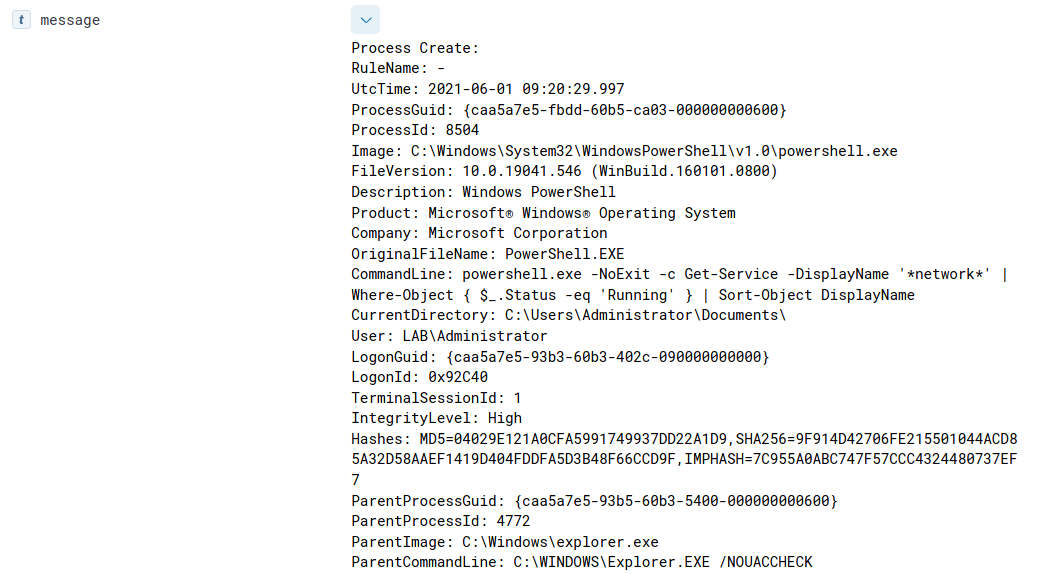 t message
Process Create:
RuleName: -
UtcTime: 2021-06-01 09:20:29.997
ProcessGuid: {caa5a7e5-fbdd-60b5-ca03-000000000600}
ProcessId: 8504
Image: C:\Windows\System32\WindowsPowerShell\v1.0\powershell.exe
FileVersion: 10.0.19041.546 (WinBuild.160101.0800)
Description: Windows PowerShell
Product: Microsoft® Windows® Operating System
Company: Microsoft Corporation
OriginalFileName: PowerShell.EXE
CommandLine: powershell.exe -NoExit -c Get-Service -DisplayName '*network*' |
Where-Object { $_.Status -eq 'Running' } | Sort-Object DisplayName
CurrentDirectory: C:\Users\Administrator\Documents\
User: LAB\Administrator
LogonGuid: {caa5a7e5-93b3-60b3-402c-090000000000}
LogonId: 0x92C40
TerminalSessionId: 1
IntegrityLevel: High
Hashes: MD5=04029E121A0CFA5991749937DD22A1D9,SHA256=9F914D42706FE215501044ACD8
5A32D58AAEF1419D404FDDFA5D3B48F66CCD9F,IMPHASH=7C955A0ABC747F57CCC4324480737EF
7
ParentProcessGuid: {caa5a7e5-93b5-60b3-5400-000000000600}
ParentProcessId: 4772
ParentImage: C:\Windows\explorer.exe
ParentCommandLine: C:\WINDOWS\Explorer.EXE /NOUACCHECK